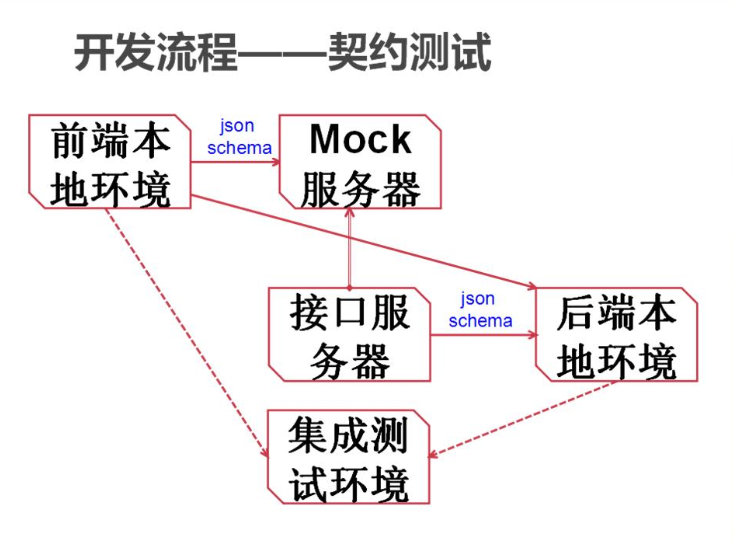 开发流程——契约测试
前端本
地环境
json
schema
Mock
服务器
接口服
务器
json
schema
后端本
地环境
集成测
试环境